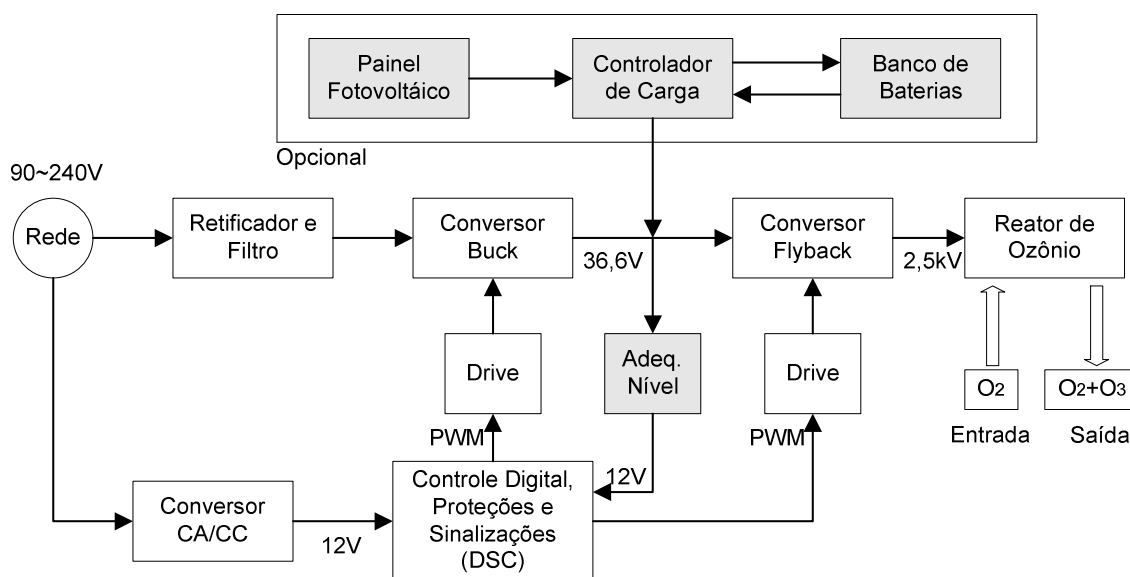 Painel
Fotovoltáico
Controlador
de Carga
Banco de
Baterias
Opcional
90~240V
Rede
Retificador e
Filtro
Conversor
Buck
36,6V
Conversor
Flyback
2,5kV
Reator de
Ozônio
Drive
Adeq.
Nível
Drive
O2
O2+O3
Entrada
Saída
PWM
PWM
Conversor
CA/CC
12V
Controle Digital,
Proteções e
Sinalizações
(DSC)
12V